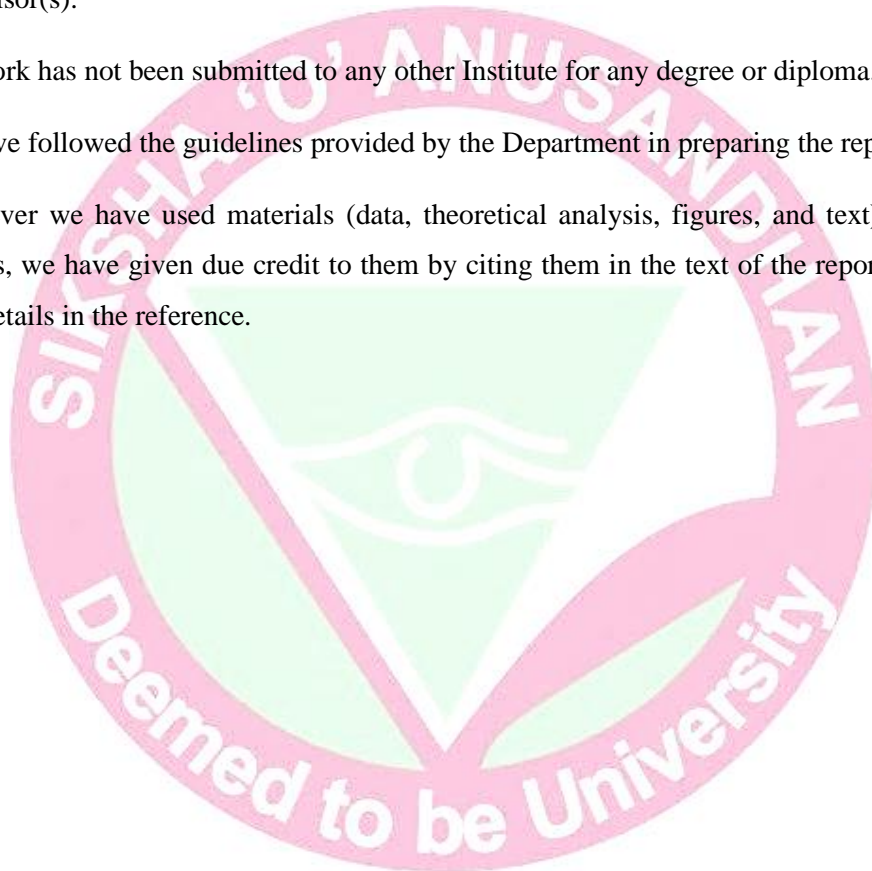 sor(s).
ork has not been submitted to any other Institute for any degree or diploma.
ve followed the guidelines provided by the Department in preparing the rep
ver we have used materials (data, theoretical analysis, figures, and text)
s, we have given due credit to them by citing them in the text of the repor
etails in the reference.
SIKSHA 'O' ANUSANDHAN
Deemed to be University